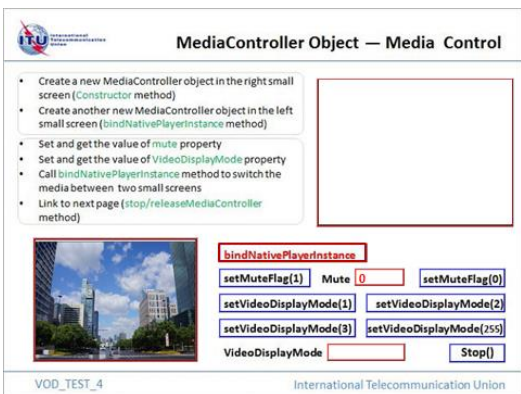 ITU International
Telecommunication
Union
MediaController Object — Media Control
• Create a new MediaController object in the right small
screen (Constructor method)
• Create another new MediaController object in the left
small screen (bindNativePlayerInstance method)
• Set and get the value of mute property
• Set and get the value of VideoDisplayMode property
• Call bindNativePlayerInstance method to switch the
media between two small screens
• Link to next page (stop/releaseMediaController
method)
bindNativePlayerInstance
setMuteFlag(1) Mute 0 setMuteFlag(0)
setVideoDisplayMode(1) setVideoDisplayMode(2)
setVideoDisplayMode(3) setVideoDisplayMode(255)
VideoDisplayMode Stop()
VOD_TEST_4 International Telecommunication Union